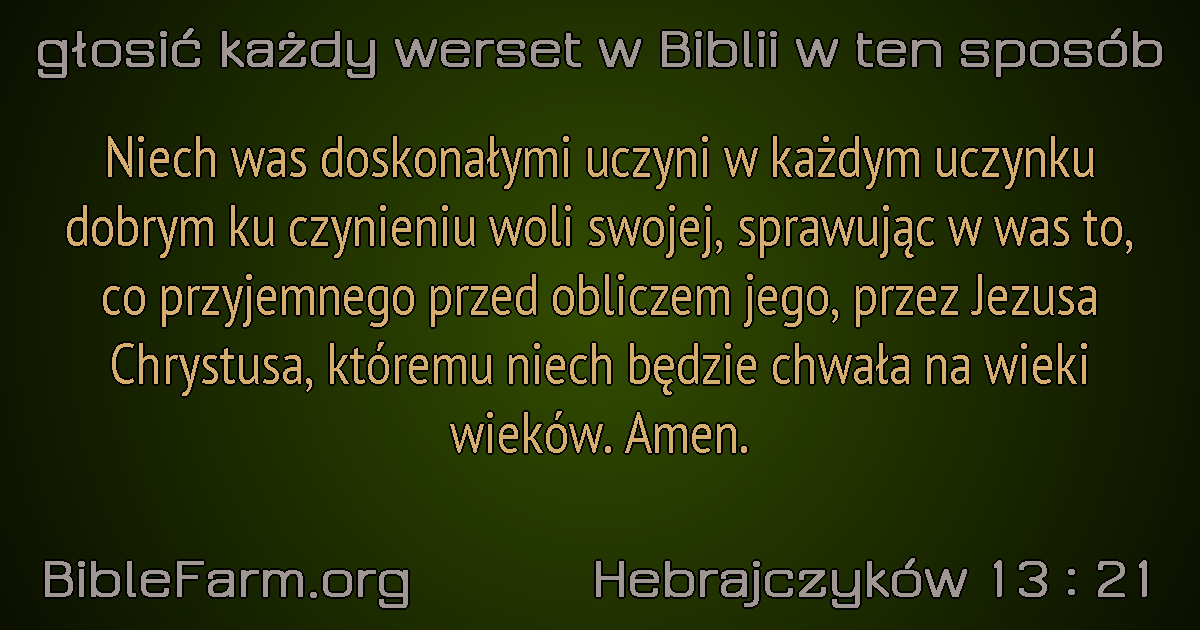 głosić każdy werset w Biblii w ten sposób
Niech was doskonałymi uczyni w każdym uczynku
dobrym ku czynieniu woli swojej, sprawując w was to,
co przyjemnego przed obliczem jego, przez Jezusa
Chrystusa, któremu niech będzie chwała na wieki
wieków. Amen.
BibleFarm.org
Hebrajczyków 13 : 21